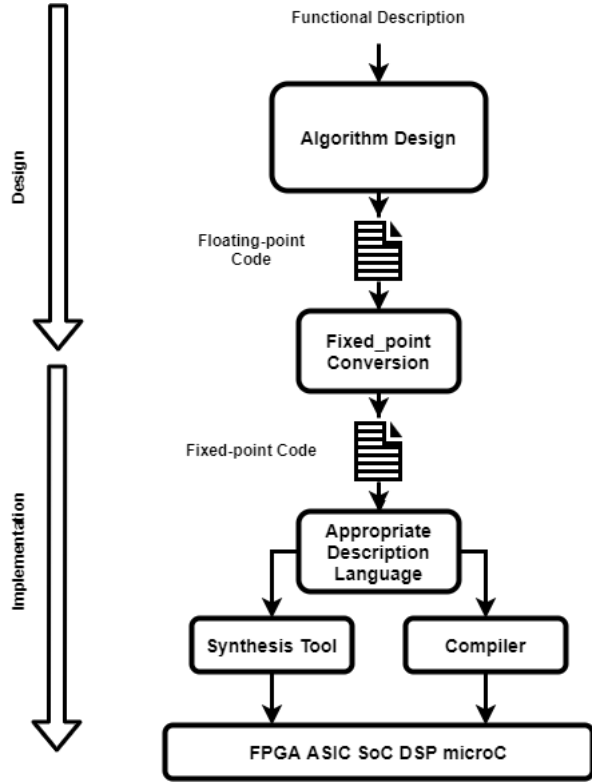 Functional Description
Algorithm Design
Design
Floating-point
Code
Fixed_point
Conversion
Fixed-point Code
Appropriate
Description
Language
Implementation
Synthesis Tool
Compiler
FPGA ASIC SoC DSP microC